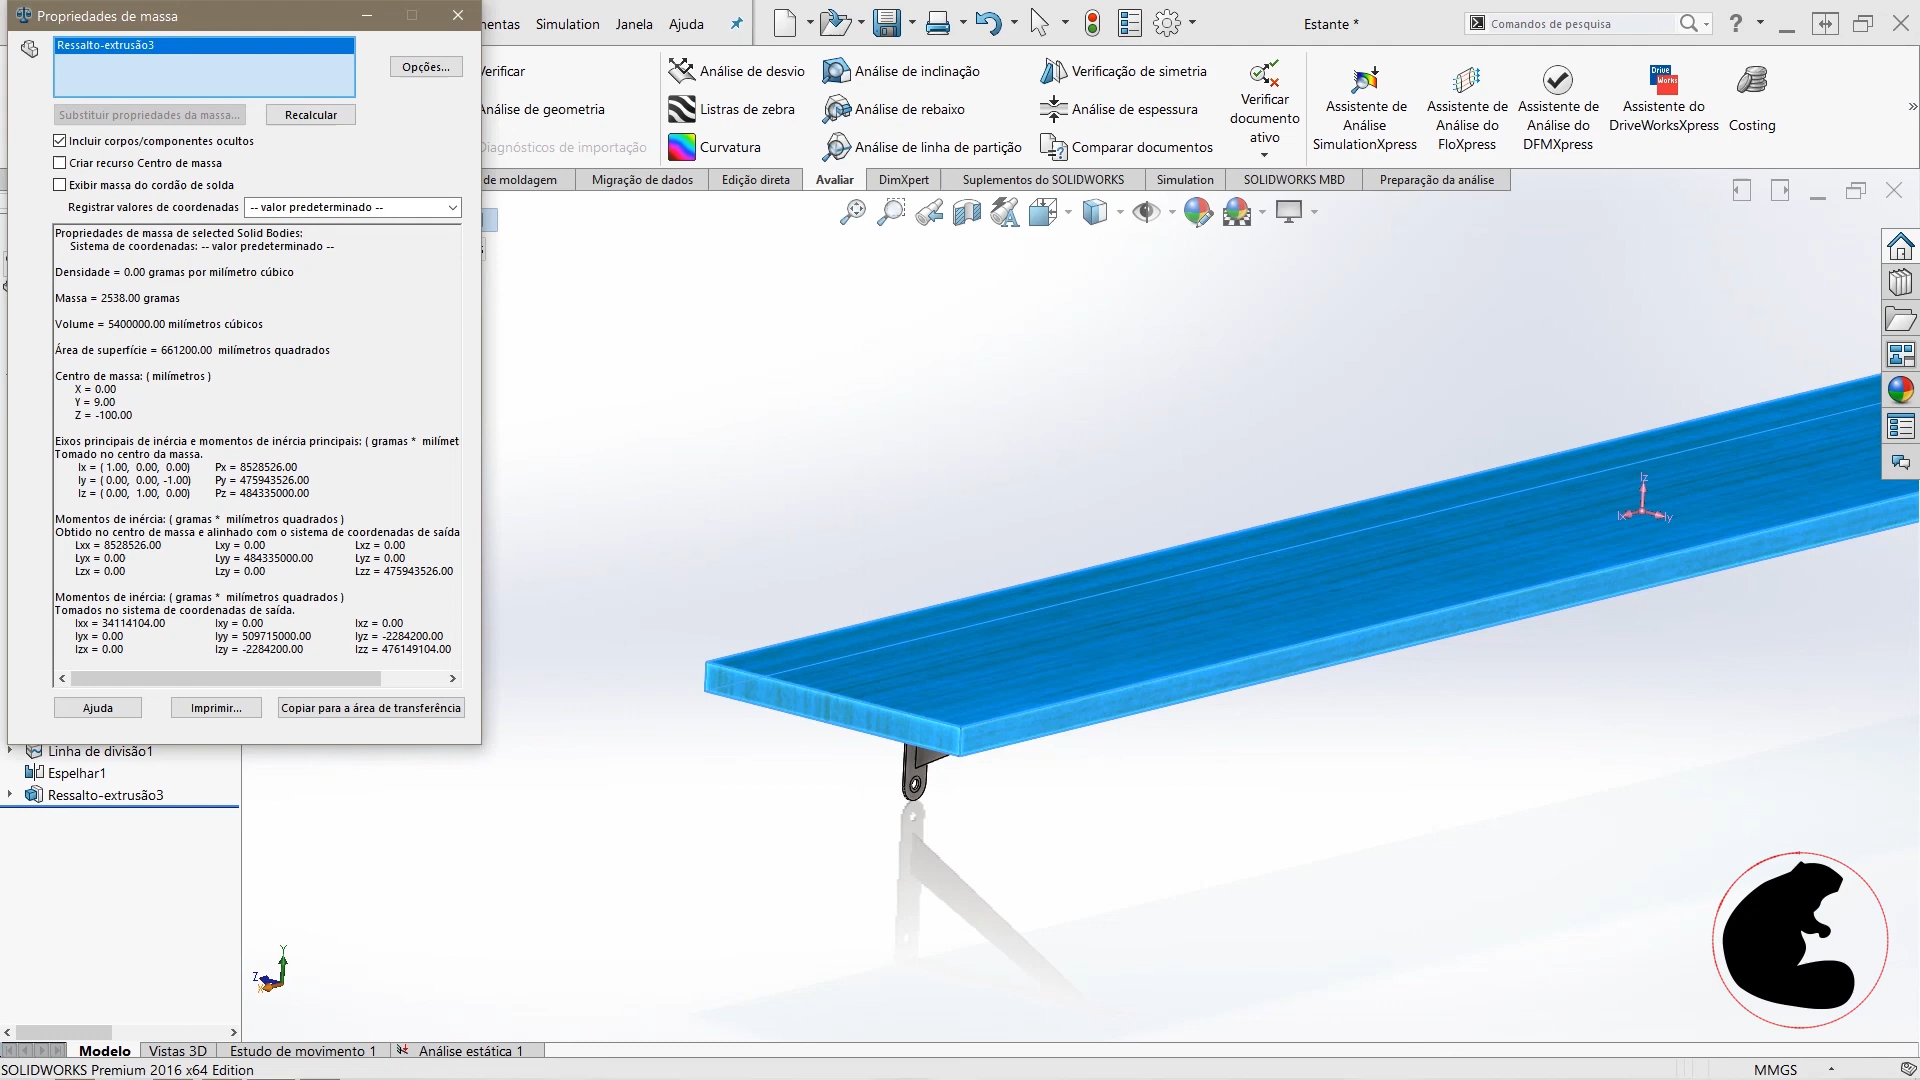 Propriedades de massa
Ressalto-extrusão3
Opções...
Substituir propriedades da massa...
Recalcular
Incluir corpos/componentes ocultos
Criar recurso Centro de massa
Exibir massa do cordão de solda
Registrar valores de coordenadas
-- valor predeterminado --
Propriedades de massa de selected Solid Bodies:
Sistema de coordenadas: -- valor predeterminado --
Densidade = 0.00 gramas por milímetro cúbico
Massa = 2538.00 gramas
Volume = 5400000.00 milímetros cúbicos
Área de superfície = 661200.00 milímetros quadrados
Centro de massa: ( milímetros )
X = 0.00
Y = 9.00
Z = -100.00
Eixos principais de inércia e momentos de inércia principais: ( gramas * milímet
Tomado no centro da massa.
Ix = ( 1.00, 0.00, 0.00) Px = 8528526.00
Iy = ( 0.00, 0.00, -1.00) Py = 475943526.00
Iz = ( 0.00, 1.00, 0.00) Pz = 484335000.00
Momentos de inércia: ( gramas * milímetros quadrados )
Obtido no centro de massa e alinhado com o sistema de coordenadas de saída
Lxx = 8528526.00 Lxy = 0.00 Lxz = 0.00
Lyx = 0.00 Lyy = 484335000.00 Lyz = 0.00
Lzx = 0.00 Lzy = 0.00 Lzz = 475943526.00
Momentos de inércia: ( gramas * milímetros quadrados )
Tomados no sistema de coordenadas de saída.
Ixx = 34114104.00 Ixy = 0.00 Ixz = 0.00
Iyx = 0.00 Iyy = 509715000.00 Iyz = -2284200.00
Izx = 0.00 Izy = -2284200.00 Izz = 476149104.00
Ajuda
Imprimir...
Copiar para a área de transferência
Linha de divisão1
Espelhar1
Ressalto-extrusão3
mentas Simulation Janela Ajuda
Estante *
Comandos de pesquisa
?
Verificar
Análise de geometria
Diagnósticos de importação
Análise de desvio
Listras de zebra
Curvatura
Análise de inclinação
Análise de rebaixo
Análise de linha de partição
Verificação de simetria
Análise de espessura
Comparar documentos
Verificar
documento
ativo
Assistente de
Análise
SimulationXpress
Assistente de
Análise do
FloXpress
Assistente de
Análise do
DFMXpress
Drive
Works
Assistente do
DriveWorksXpress
Costing
de moldagem Migração de dados Edição direta Avaliar DimXpert Suplementos do SOLIDWORKS Simulation SOLIDWORKS MBD Preparação da análise
Iz
Ix
Iy
Y
Z
X
Modelo Vistas 3D Estudo de movimento 1 Análise estática 1
SOLIDWORKS Premium 2016 x64 Edition
MMGS